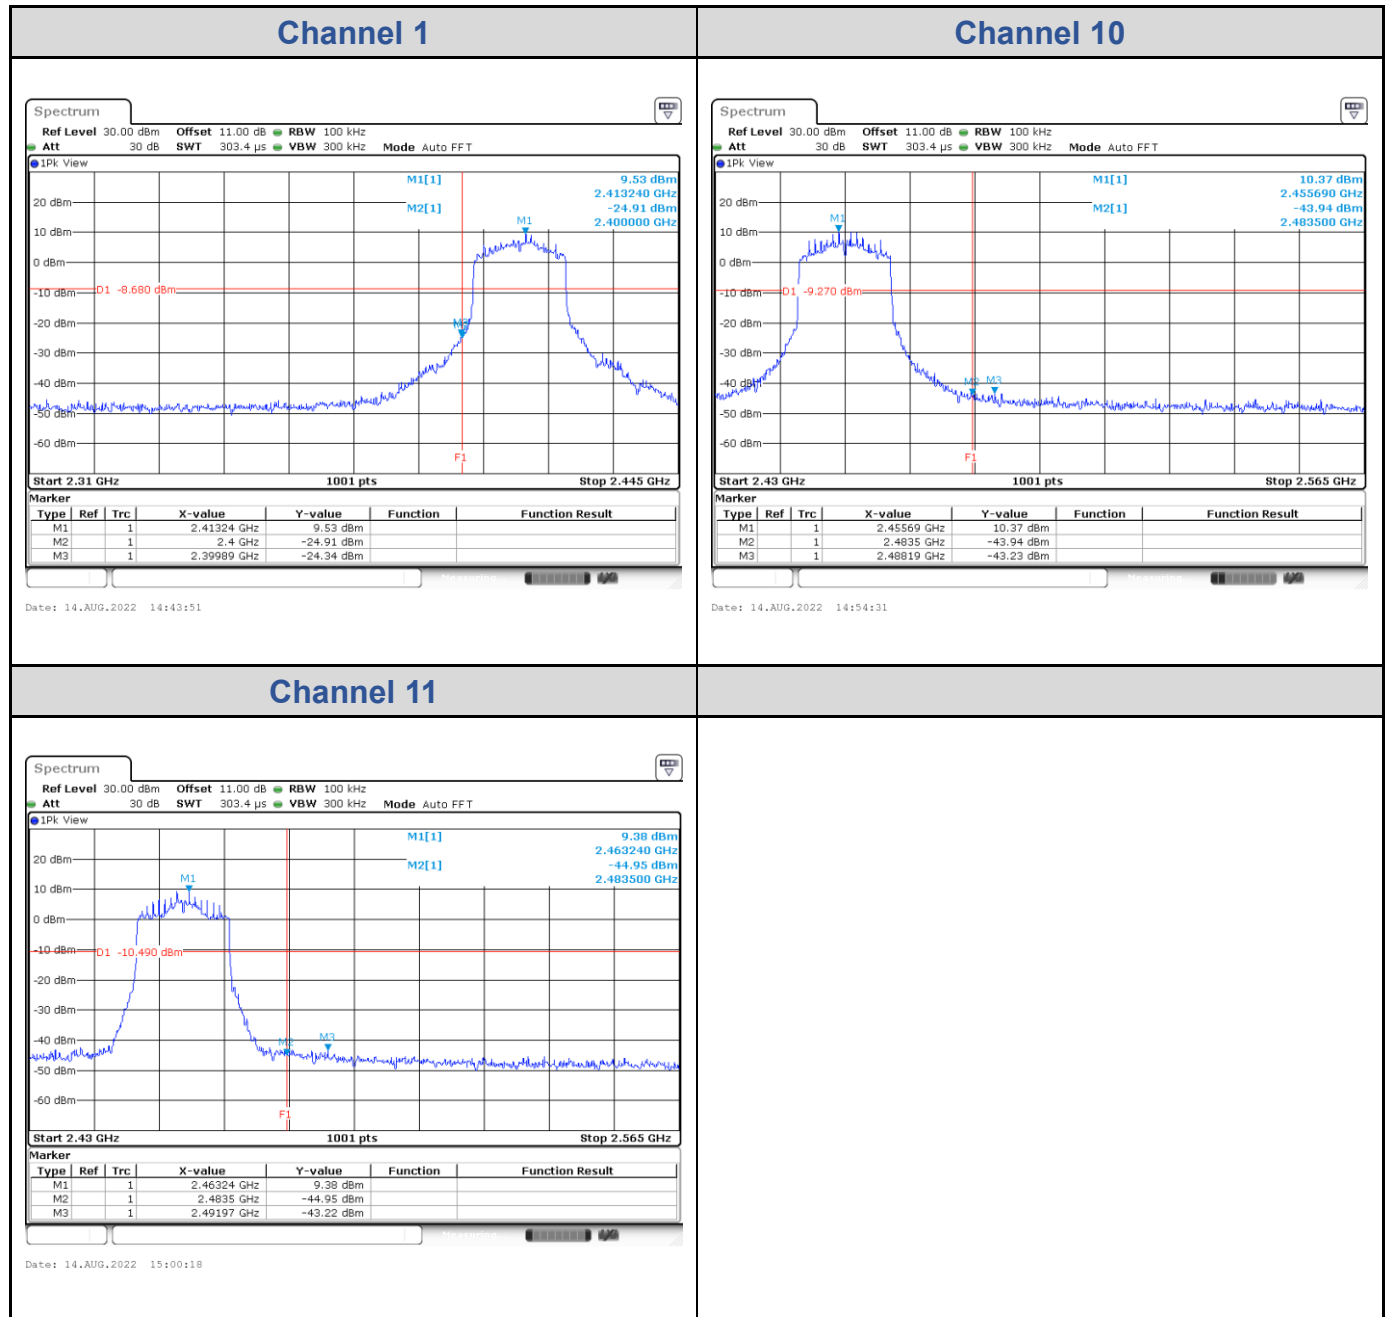 Channel 1
Channel 10
Spectrum
Ref Level 30.00 dBm Offset 11.00 dB RBW 100 kHz
Att 30 dB SWT 303.4 µs VBW 300 kHz Mode Auto FFT
1Pk View
M1[1] 9.53 dBm
2.413240 GHz
M2[1] -24.91 dBm
2.400000 GHz
M1
20 dBm
10 dBm
0 dBm
-10 dBm
D1 -8.680 dBm
-20 dBm
-30 dBm
-40 dBm
-50 dBm
-60 dBm
F1
Start 2.31 GHz 1001 pts Stop 2.445 GHz
Marker
Type Ref Trc X-value Y-value Function Function Result
M1 1 2.41324 GHz 9.53 dBm
M2 1 2.4 GHz -24.91 dBm
M3 1 2.39989 GHz -24.34 dBm
Measuring
Date: 14.AUG.2022 14:43:51
Spectrum
Ref Level 30.00 dBm Offset 11.00 dB RBW 100 kHz
Att 30 dB SWT 303.4 µs VBW 300 kHz Mode Auto FFT
1Pk View
M1[1] 10.37 dBm
2.455690 GHz
M2[1] -43.94 dBm
2.483500 GHz
M1
20 dBm
10 dBm
0 dBm
-10 dBm
D1 -9.270 dBm
-20 dBm
-30 dBm
-40 dBm
M2 M3
-50 dBm
-60 dBm
F1
Start 2.43 GHz 1001 pts Stop 2.565 GHz
Marker
Type Ref Trc X-value Y-value Function Function Result
M1 1 2.45569 GHz 10.37 dBm
M2 1 2.4835 GHz -43.94 dBm
M3 1 2.48819 GHz -43.23 dBm
Measuring
Date: 14.AUG.2022 14:54:31
Channel 11
Spectrum
Ref Level 30.00 dBm Offset 11.00 dB RBW 100 kHz
Att 30 dB SWT 303.4 µs VBW 300 kHz Mode Auto FFT
1Pk View
M1[1] 9.38 dBm
2.463240 GHz
M2[1] -44.95 dBm
2.483500 GHz
M1
20 dBm
10 dBm
0 dBm
-10 dBm
D1 -10.490 dBm
-20 dBm
-30 dBm
-40 dBm
M2 M3
-50 dBm
-60 dBm
F1
Start 2.43 GHz 1001 pts Stop 2.565 GHz
Marker
Type Ref Trc X-value Y-value Function Function Result
M1 1 2.46324 GHz 9.38 dBm
M2 1 2.4835 GHz -44.95 dBm
M3 1 2.49197 GHz -43.22 dBm
Measuring
Date: 14.AUG.2022 15:00:18